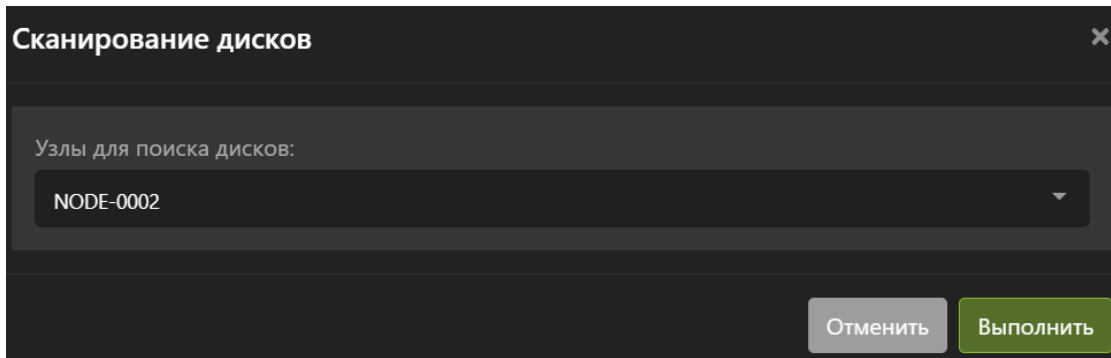 Сканирование дисков
Узлы для поиска дисков:
NODE-0002
Отменить
Выполнить